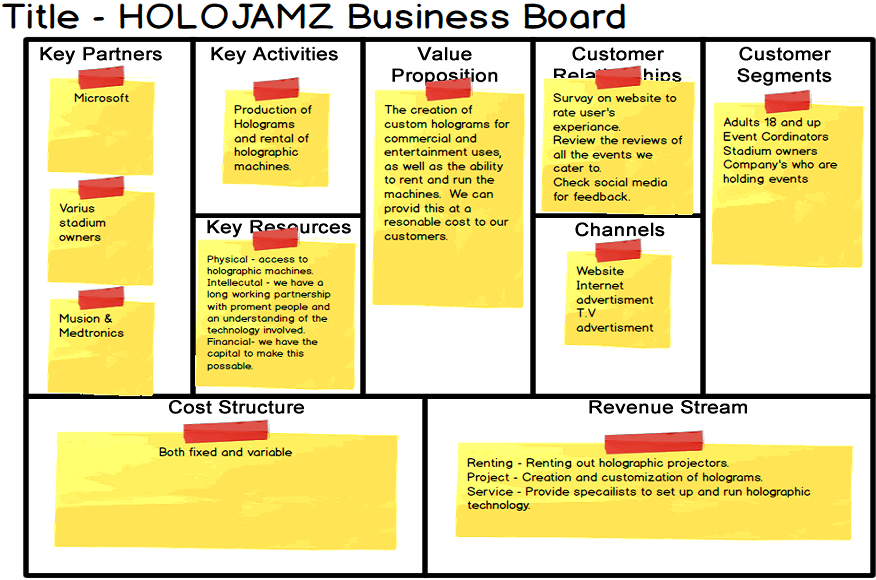 Title - HOLOJAMZ Business Board
Key Partners
Microsoft
Varius
stadium
owners
Musion &
Medtronics
Key Activities
Production of
Holograms
and rental of
holographic
machines.
Key Resources
Physical - access to
holographic machines.
Intellecutal - we have a
long working partnership
with proment people and
an understanding of the
technology involved.
Financial- we have the
capital to make this
possable.
Value
Proposition
The creation of
custom holograms for
commercial and
entertainment uses,
as well as the ability
to rent and run the
machines. We can
provid this at a
resonable cost to our
customers.
Customer
Relationships
Survay on website to
rate user's
experiance.
Review the reviews of
all the events we
cater to.
Check social media
for feedback.
Channels
Website
Internet
advertisment
T.V
advertisment
Customer
Segments
Adults 18 and up
Event Cordinators
Stadium owners
Company's who are
holding events
Cost Structure
Both fixed and variable
Revenue Stream
Renting - Renting out holographic projectors.
Project - Creation and customization of holograms.
Service - Provide specailists to set up and run holographic
technology.